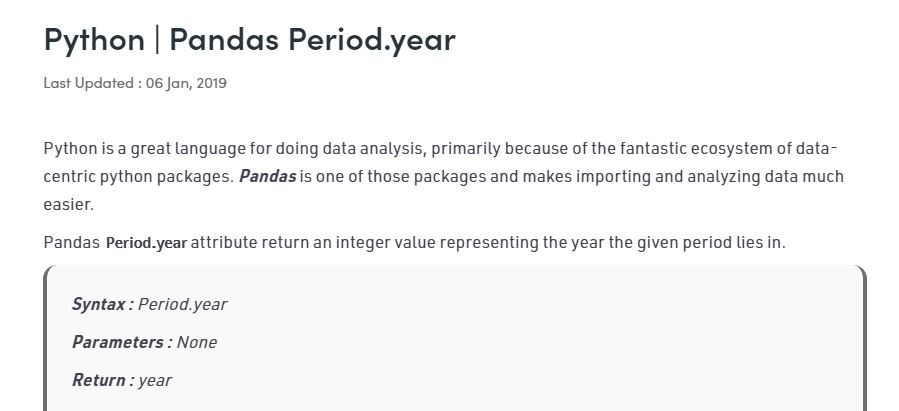 Python | Pandas Period.year
Last Updated : 06 Jan, 2019
Python is a great language for doing data analysis, primarily because of the fantastic ecosystem of data-
centric python packages. Pandas is one of those packages and makes importing and analyzing data much
easier.
Pandas Period.year attribute return an integer value representing the year the given period lies in.
Syntax : Period.year
Parameters : None
Return : year